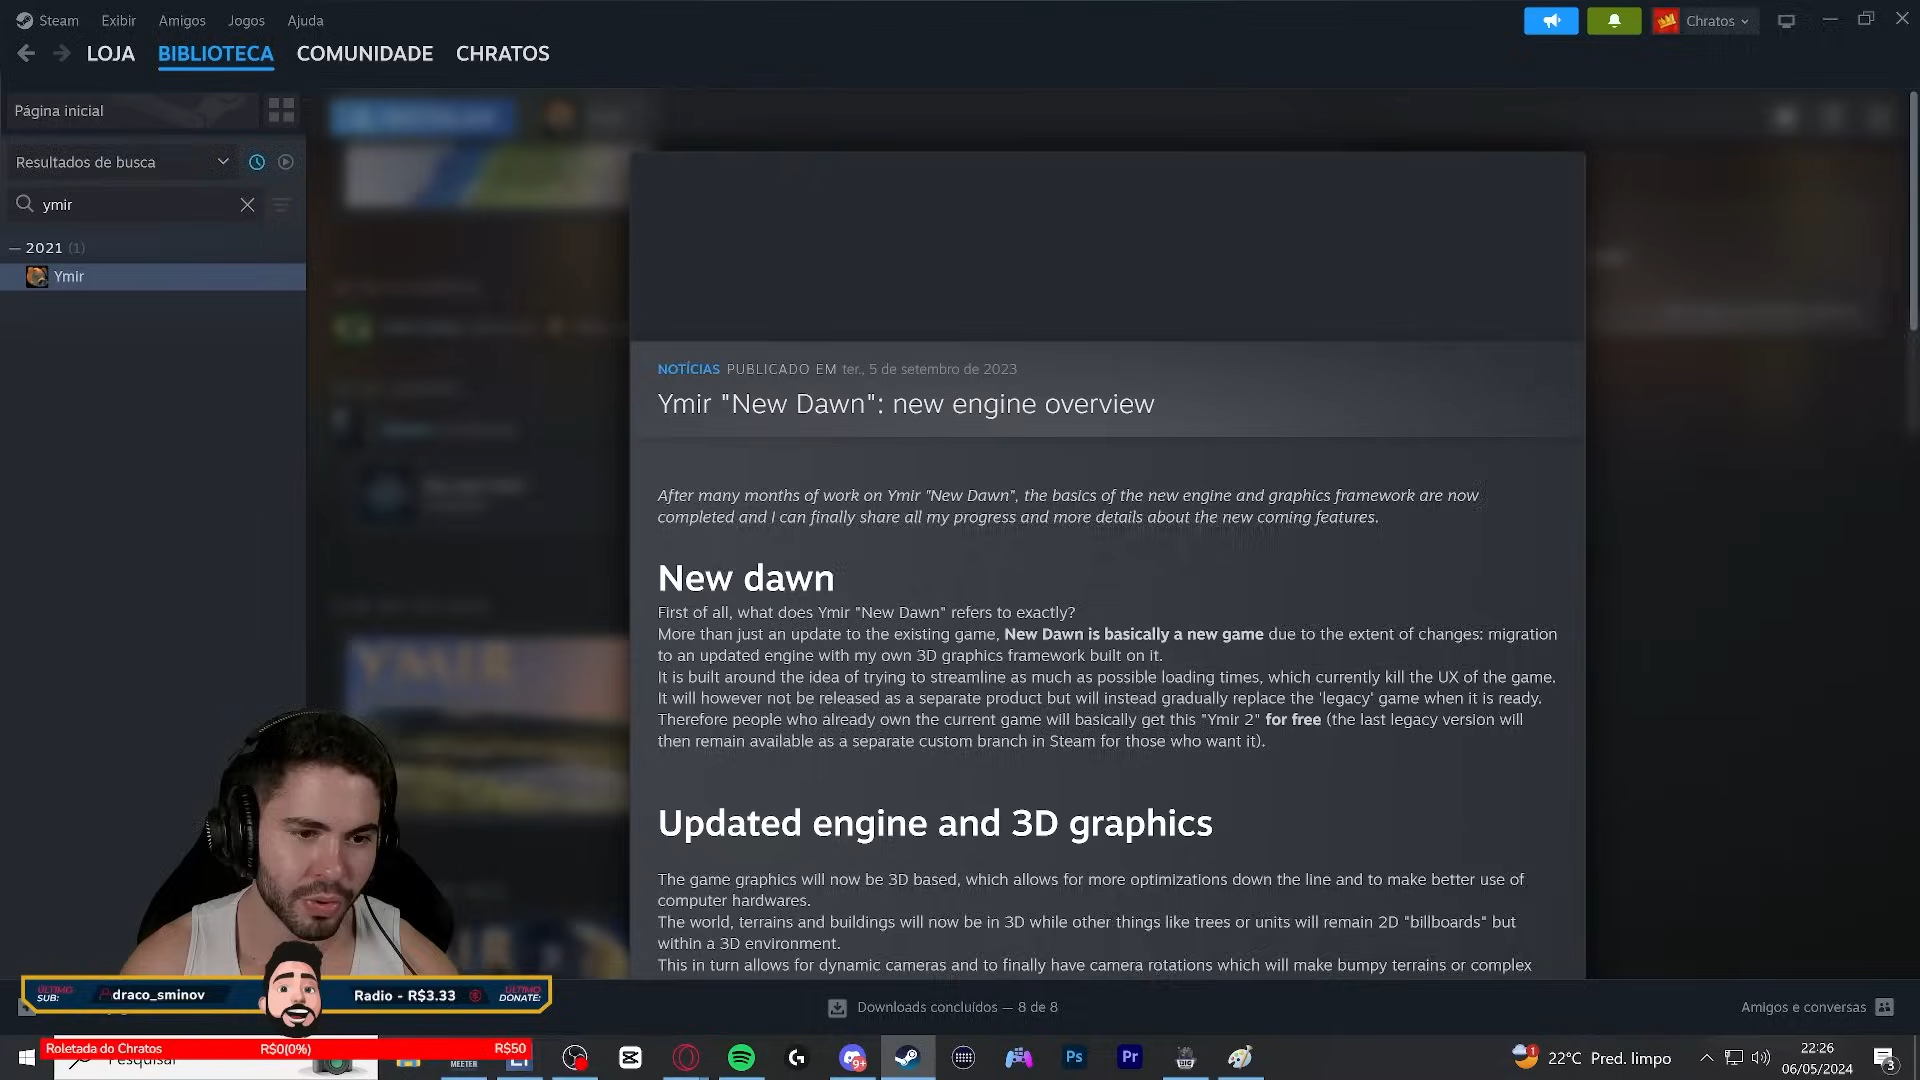 Steam Exibir Amigos Jogos Ajuda
Chratos
LOJA BIBLIOTECA COMUNIDADE CHRATOS
Página inicial
Resultados de busca
ymir
— 2021 (1)
Ymir
NOTÍCIAS PUBLICADO EM ter., 5 de setembro de 2023
Ymir "New Dawn": new engine overview
After many months of work on Ymir "New Dawn", the basics of the new engine and graphics framework are now
completed and I can finally share all my progress and more details about the new coming features.
New dawn
First of all, what does Ymir "New Dawn" refers to exactly?
More than just an update to the existing game, New Dawn is basically a new game due to the extent of changes: migration
to an updated engine with my own 3D graphics framework built on it.
It is built around the idea of trying to streamline as much as possible loading times, which currently kill the UX of the game.
It will however not be released as a separate product but will instead gradually replace the 'legacy' game when it is ready.
Therefore people who already own the current game will basically get this "Ymir 2" for free (the last legacy version will
then remain available as a separate custom branch in Steam for those who want it).
Updated engine and 3D graphics
The game graphics will now be 3D based, which allows for more optimizations down the line and to make better use of
computer hardwares.
The world, terrains and buildings will now be in 3D while other things like trees or units will remain 2D "billboards" but
within a 3D environment.
This in turn allows for dynamic cameras and to finally have camera rotations which will make bumpy terrains or complex
ÚLTIMO SUB: draco_sminov
Radio - R$3.33 ÚLTIMO DONATE:
Downloads concluídos — 8 de 8
Amigos e conversas
Roletada do Chratos R$0(0%) R$50
Pesquisar
MEETER
9+
Ps
Pr
1
22°C Pred. limpo
22:26
06/05/2024
3